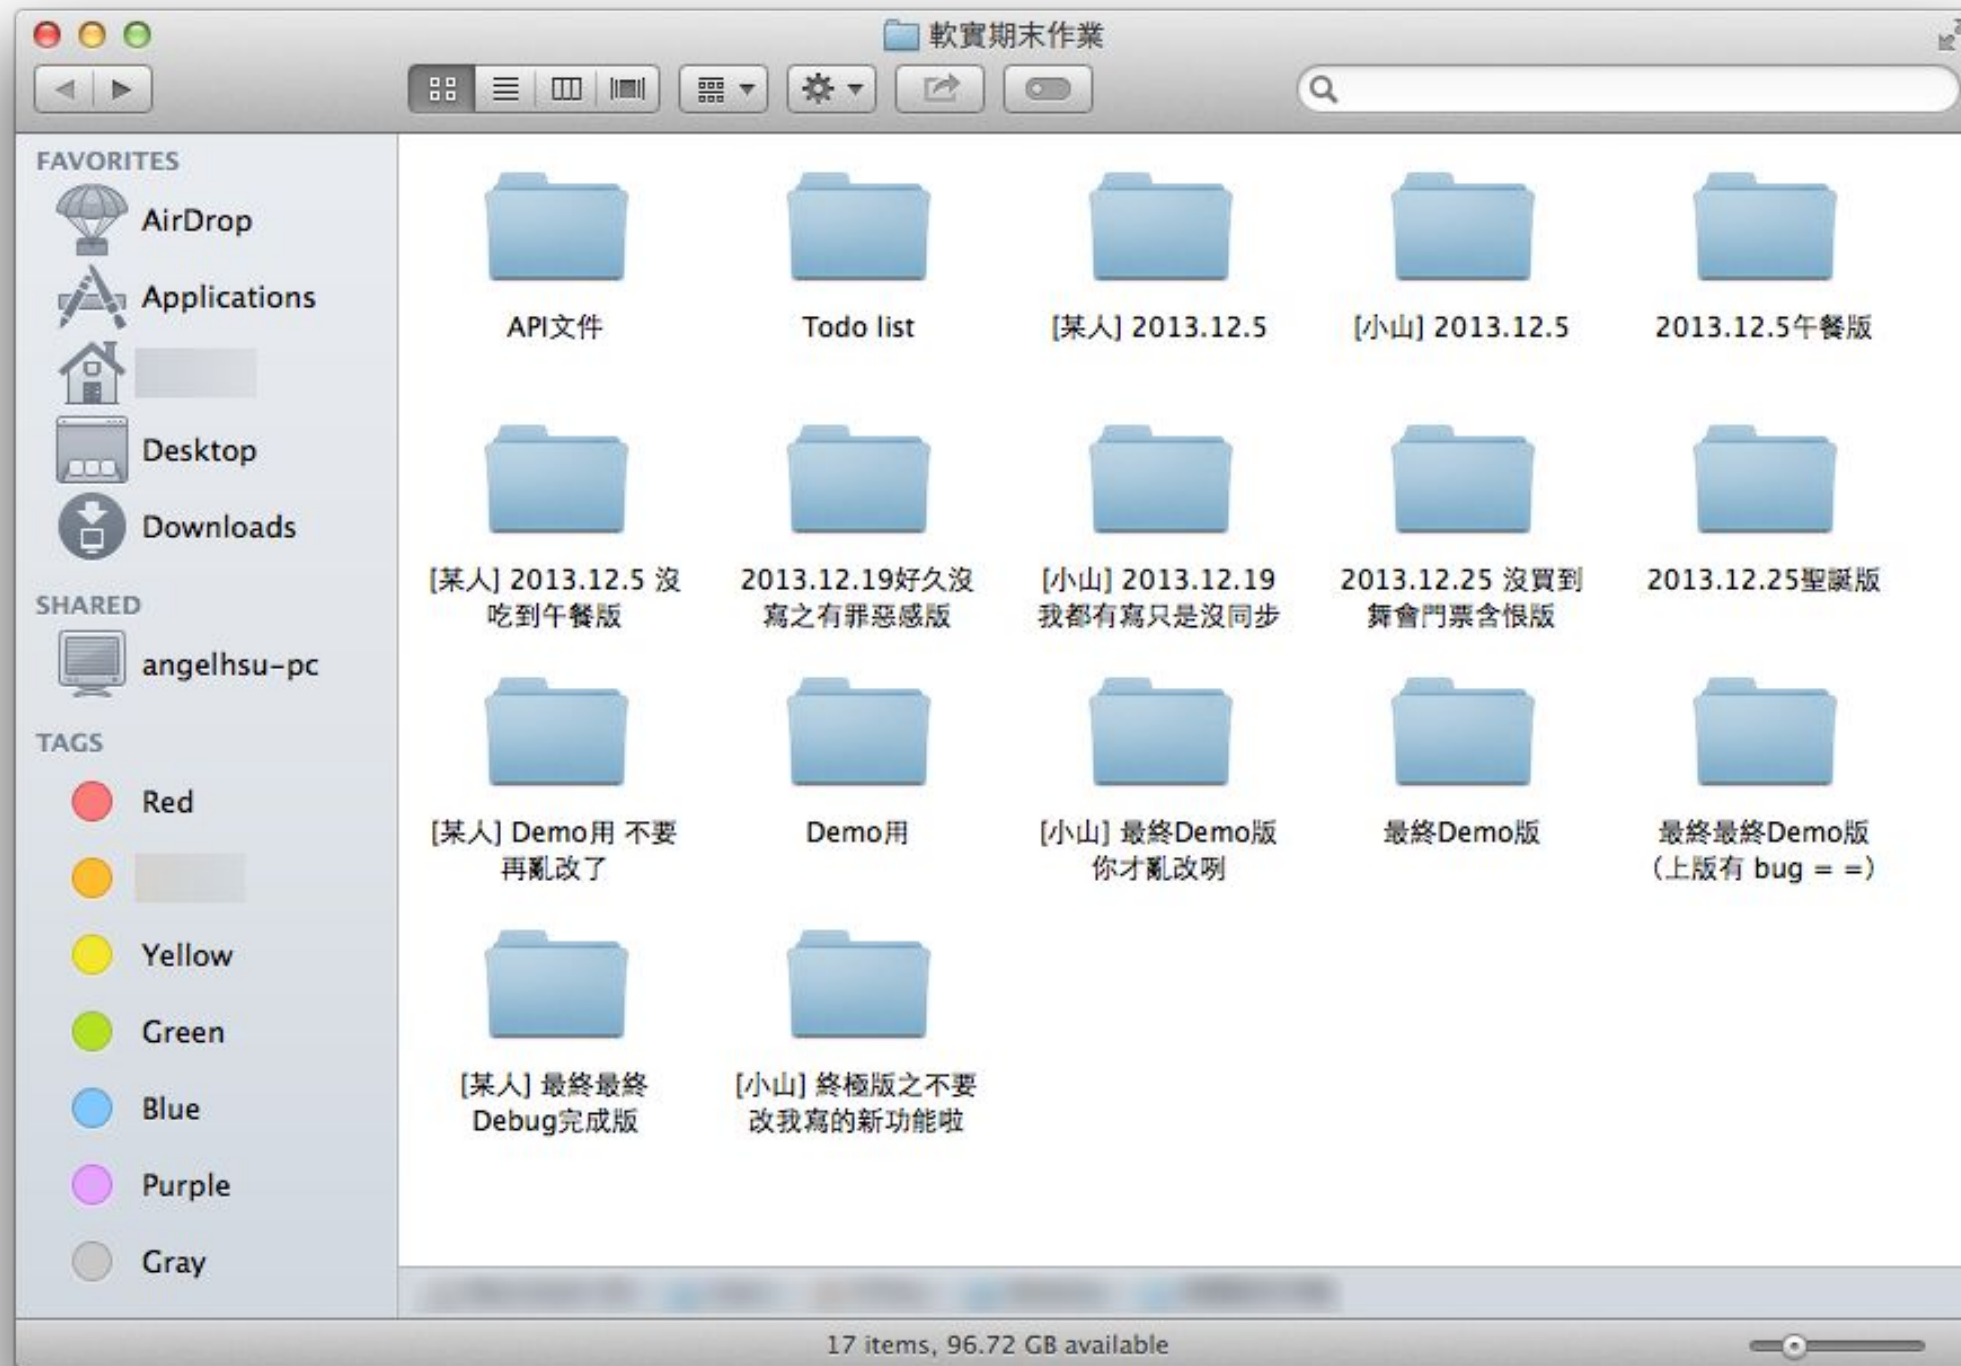 軟實期末作業
FAVORITES
AirDrop
Applications
Desktop
Downloads
SHARED
angelhsu-pc
TAGS
Red
Yellow
Green
Blue
Purple
Gray
API文件
Todo list
[某人] 2013.12.5
[小山] 2013.12.5
2013.12.5午餐版
[某人] 2013.12.5 沒
吃到午餐版
2013.12.19好久沒
寫之有罪惡感版
[小山] 2013.12.19
我都有寫只是沒同步
2013.12.25 沒買到
舞會門票含恨版
2013.12.25聖誕版
[某人] Demo用 不要
再亂改了
Demo用
[小山] 最終Demo版
你才亂改咧
最終Demo版
最終最終Demo版
（上版有 bug = =）
[某人] 最終最終
Debug完成版
[小山] 終極版之不要
改我寫的新功能啦
17 items, 96.72 GB available